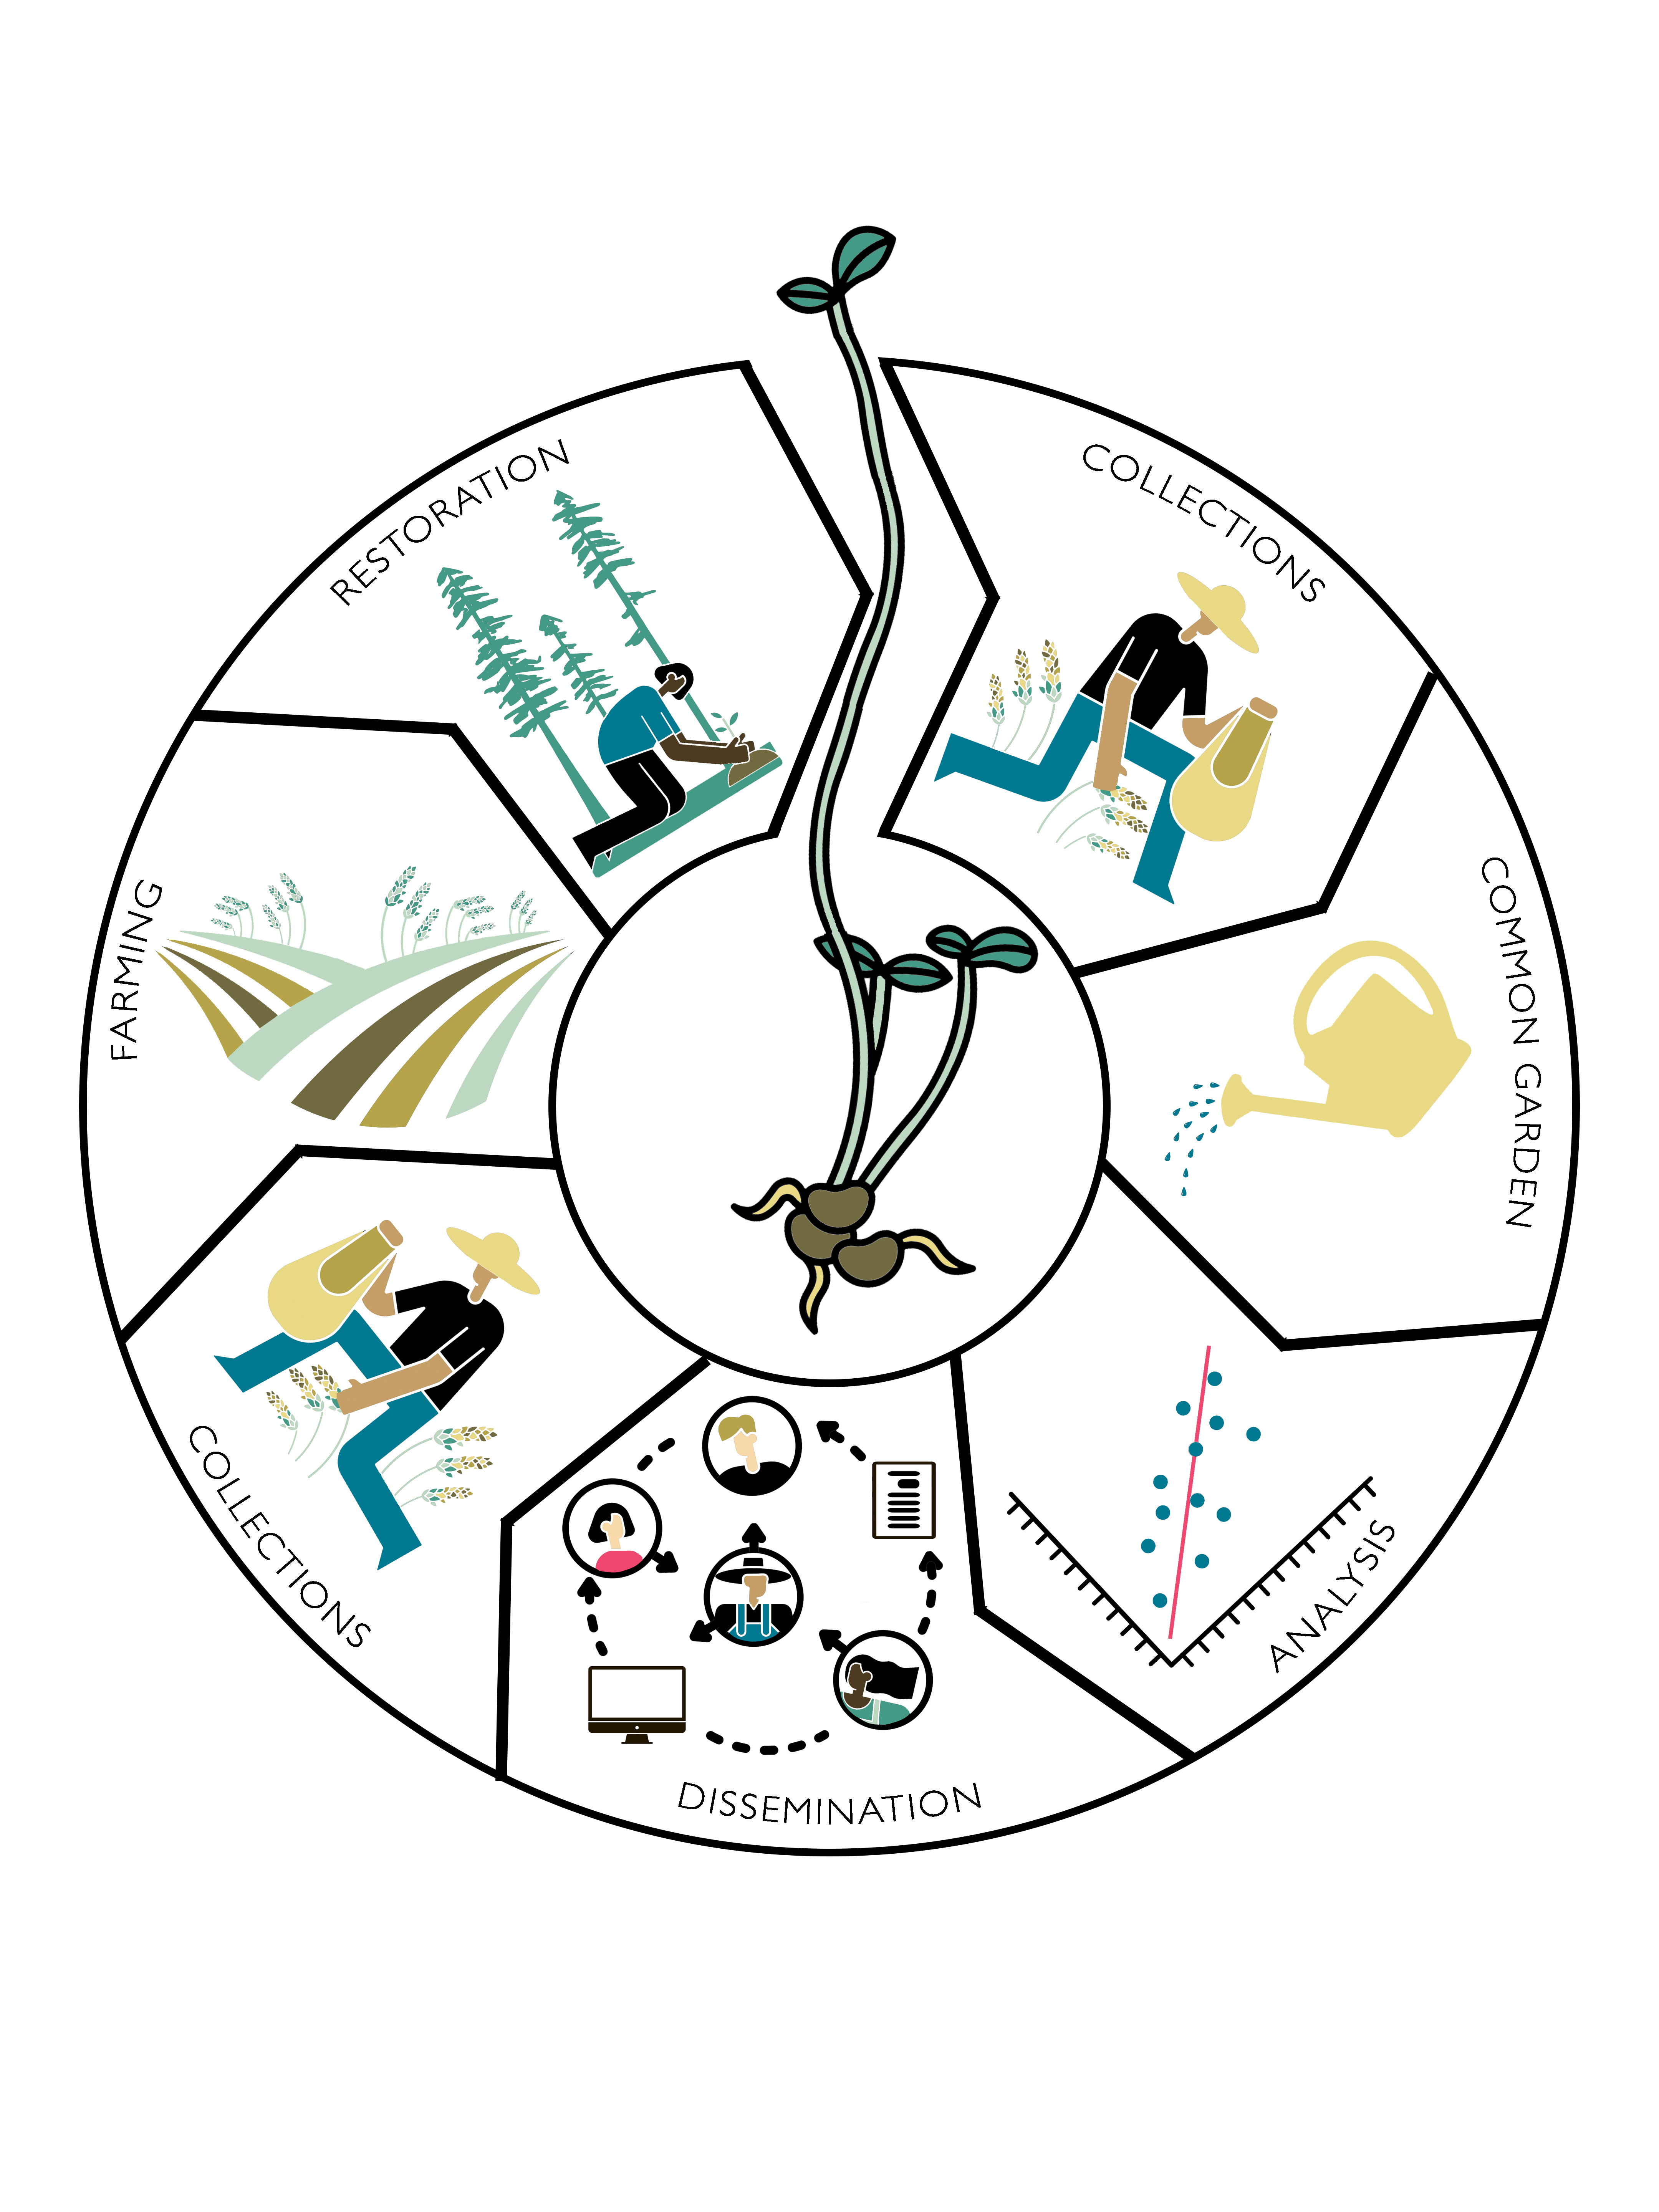 COLLECTIONS
COMMON GARDEN
ANALYSIS
DISSEMINATION
COLLECTIONS
FARMING
RESTORATION